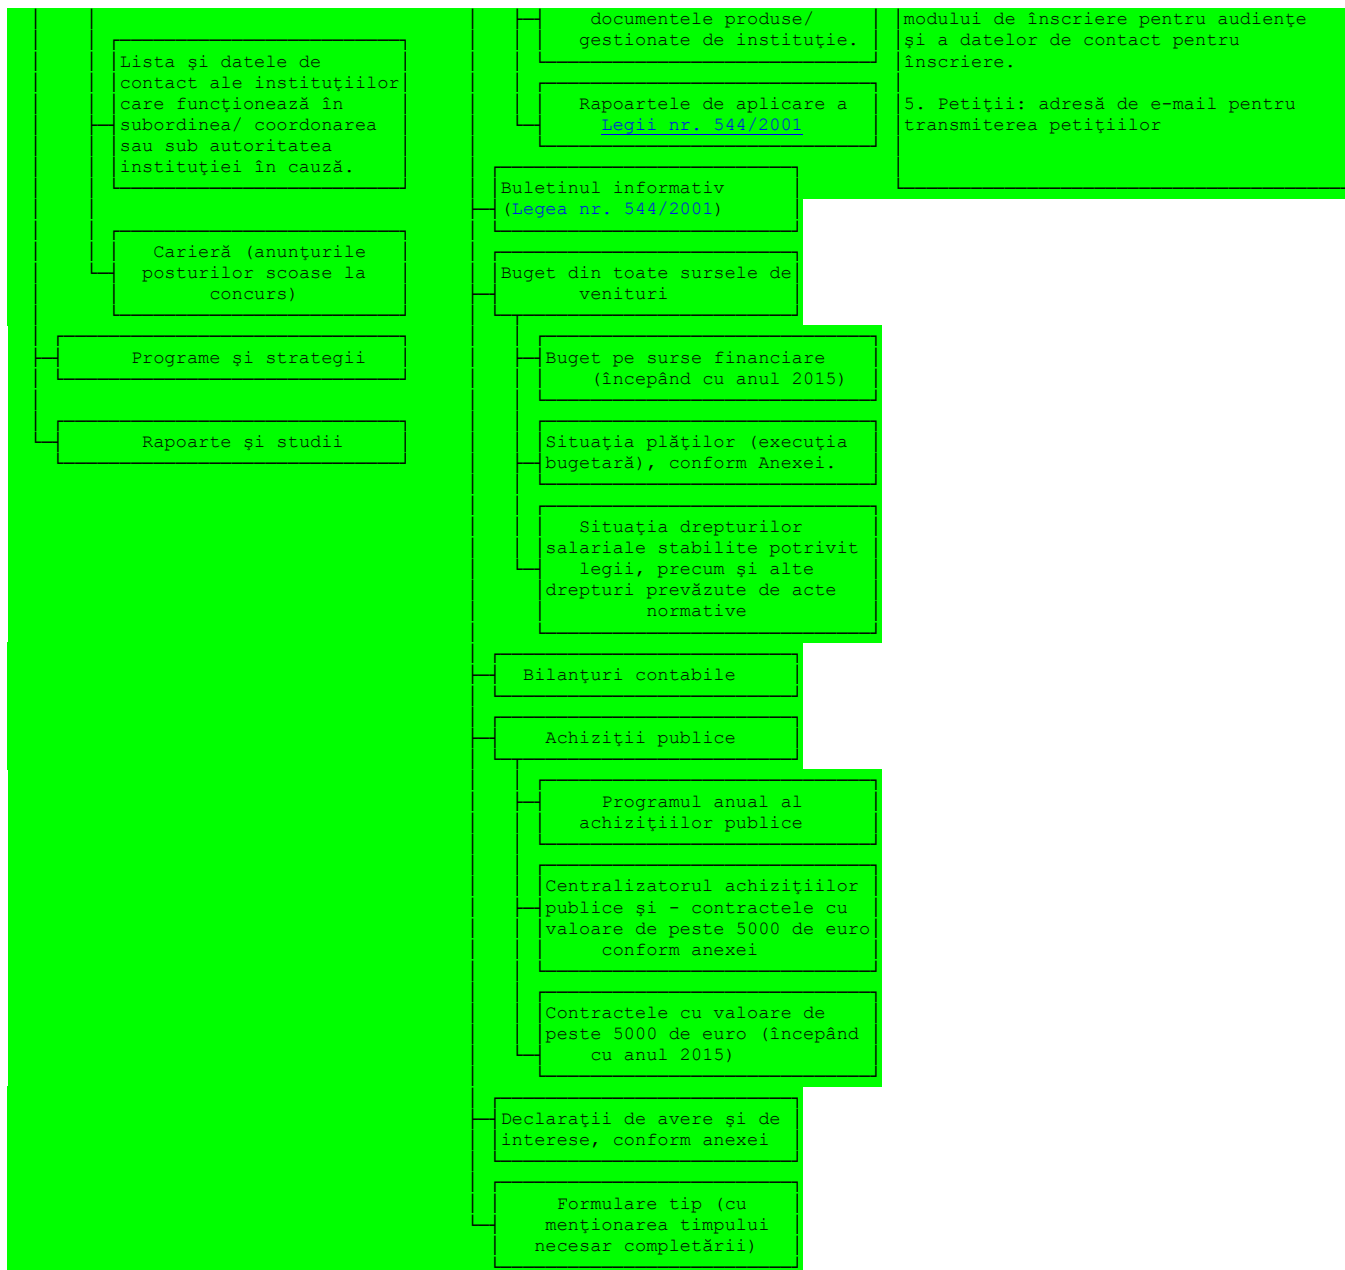 Lista şi datele de
contact ale instituţiilor
care funcţionează în
subordinea/ coordonarea
sau sub autoritatea
instituţiei în cauză.
Carieră (anunţurile
posturilor scoase la
concurs)
Programe şi strategii
Rapoarte şi studii
documentele produse/
gestionate de instituţie.
Rapoartele de aplicare a
Legii nr. 544/2001
Buletinul informativ
(Legea nr. 544/2001)
Buget din toate sursele de
venituri
Buget pe surse financiare
(începând cu anul 2015)
Situaţia plăţilor (execuţia
bugetară), conform Anexei.
Situaţia drepturilor
salariale stabilite potrivit
legii, precum şi alte
drepturi prevăzute de acte
normative
Bilanţuri contabile
Achiziţii publice
Programul anual al
achiziţiilor publice
Centralizatorul achiziţiilor
publice şi - contractele cu
valoare de peste 5000 de euro
conform anexei
Contractele cu valoare de
peste 5000 de euro (începând
cu anul 2015)
Declaraţii de avere şi de
interese, conform anexei
Formulare tip (cu
menţionarea timpului
necesar completării)
modului de înscriere pentru audienţe
şi a datelor de contact pentru
înscriere.
5. Petiţii: adresă de e-mail pentru
transmiterea petiţiilor